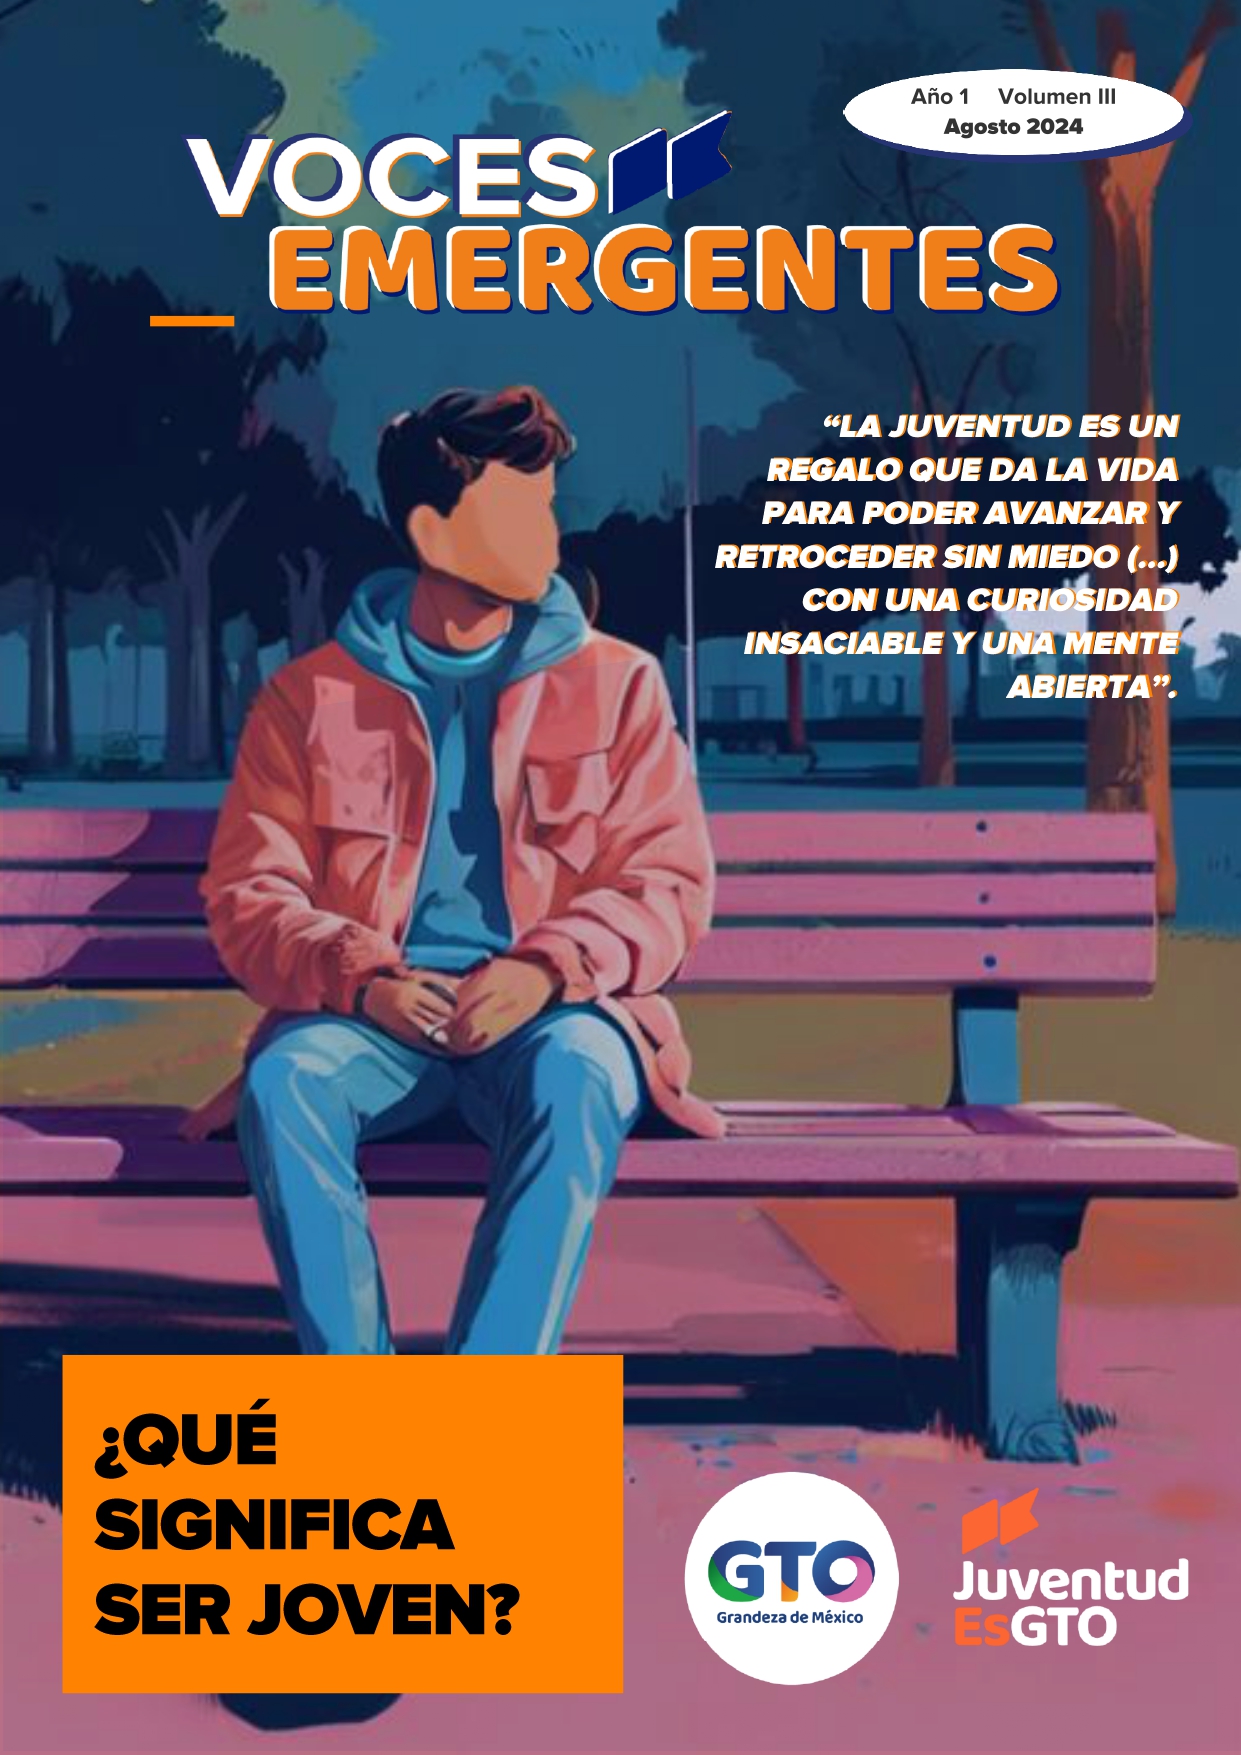 Año 1 Volumen III
Agosto 2024
VOCES
EMERGENTES
“LA JUVENTUD ES UN
REGALO QUE DA LA VIDA
PARA PODER AVANZAR Y
RETROCEDER SIN MIEDO (...)
CON UNA CURIOSIDAD
INSACIABLE Y UNA MENTE
ABIERTA”.
¿QUÉ
SIGNIFICA
SER JOVEN?
GTO
Grandeza de México
Juventud
EsGTO